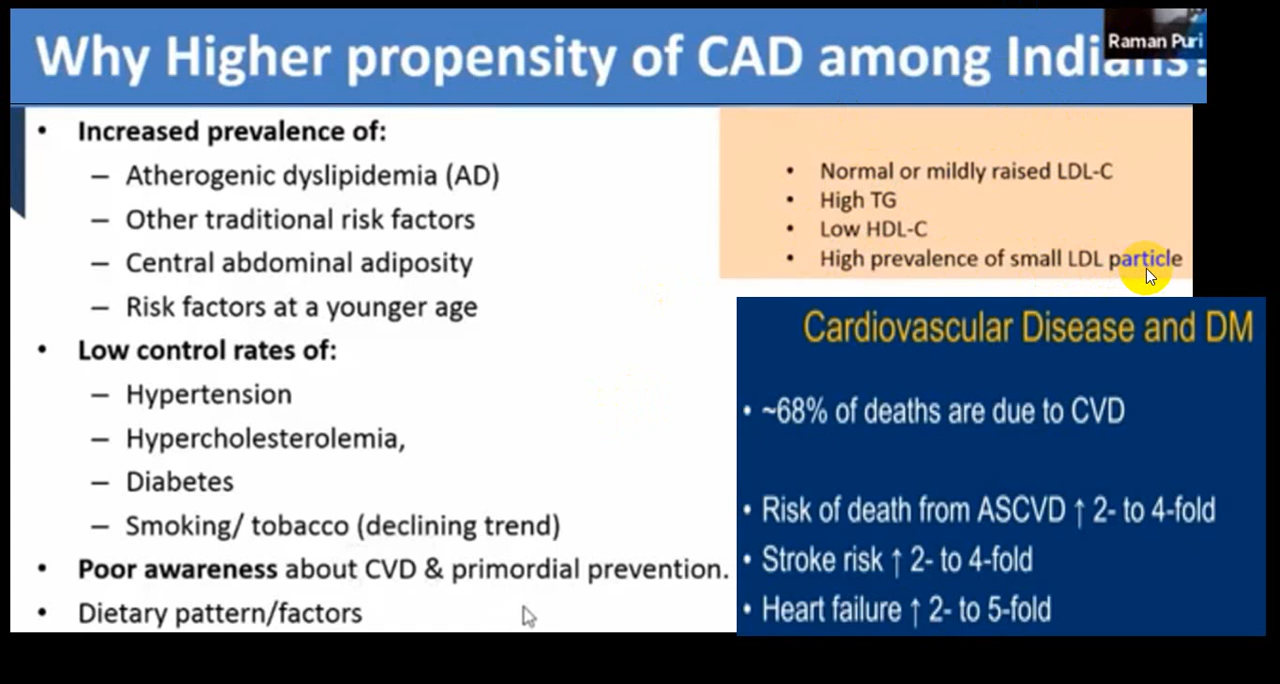 Why Higher propensity of CAD among Indians?
Raman Puri
• Increased prevalence of:
– Atherogenic dyslipidemia (AD)
– Other traditional risk factors
– Central abdominal adiposity
– Risk factors at a younger age
• Low control rates of:
– Hypertension
– Hypercholesterolemia,
– Diabetes
– Smoking/ tobacco (declining trend)
• Poor awareness about CVD & primordial prevention.
• Dietary pattern/factors
• Normal or mildly raised LDL-C
• High TG
• Low HDL-C
• High prevalence of small LDL particle
Cardiovascular Disease and DM
• ~68% of deaths are due to CVD
• Risk of death from ASCVD ↑ 2- to 4-fold
• Stroke risk ↑ 2- to 4-fold
• Heart failure ↑ 2- to 5-fold